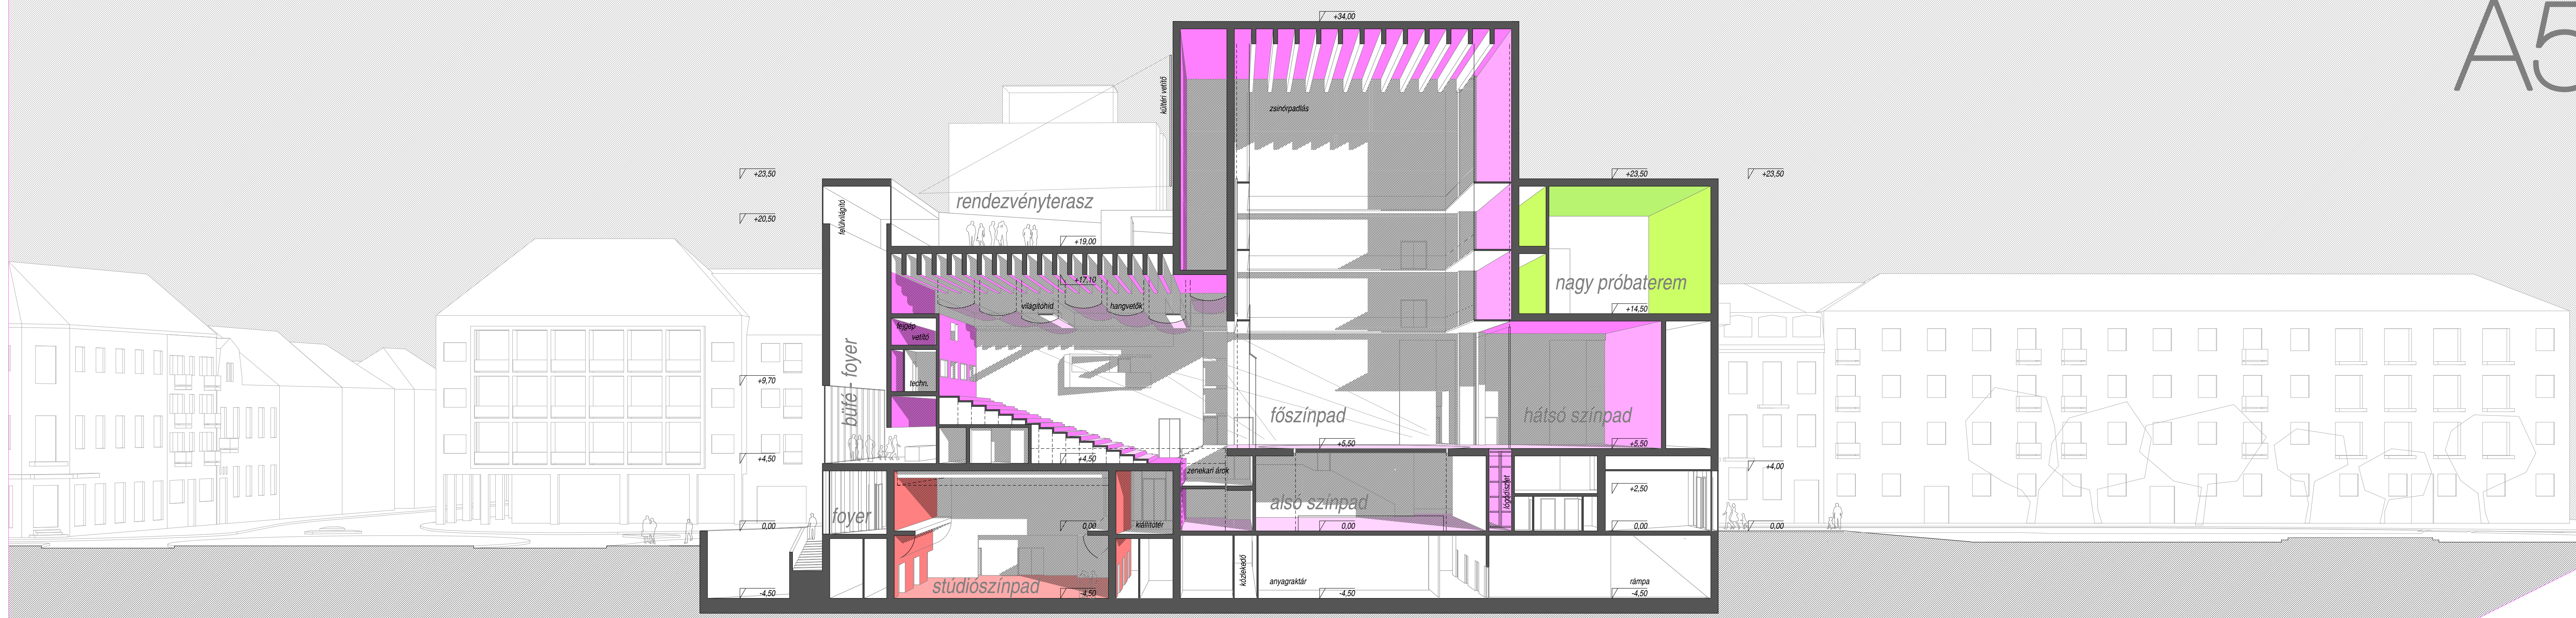 A5
+34,00
kültéri vetítő
zsinórpadlás
+23,50
+23,50
+23,50
felülvilágító
rendezvényterasz
+20,50
+19,00
+17,10
világítóhíd
hangvetők
nagy próbaterem
+14,50
fejgép
vetítő
techn.
büfé - foyer
+9,70
főszínpad
hátsó színpad
+5,50
+5,50
+4,50
+4,50
+4,00
zenekari árok
alsó színpad
lógódíszlet
+2,50
foyer
kiállítótér
0,00
0,00
0,00
0,00
0,00
stúdiószínpad
közlekedő
anyagraktár
rámpa
-4,50
-4,50
-4,50
-4,50